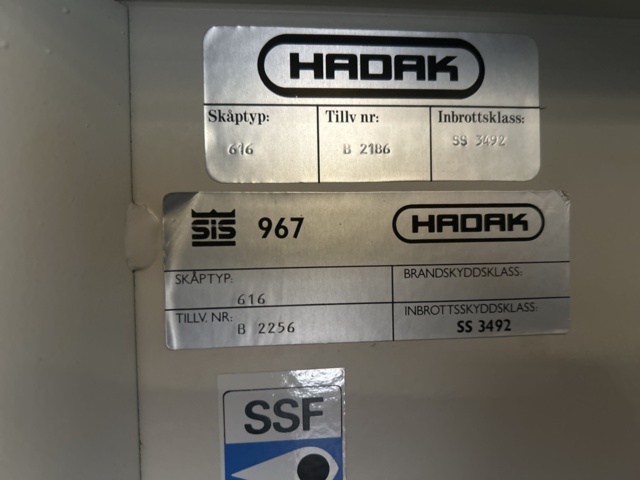 HADAK
Skåptyp: Tillv nr: Inbrottsklass:
616 B 2186 SS 3492
SIS 967 HADAK
SKÅPTYP: BRANDSKYDDSKLASS:
616
TILLV. NR: INBROTTSSKYDDSKLASS:
B 2256 SS 3492
SSF